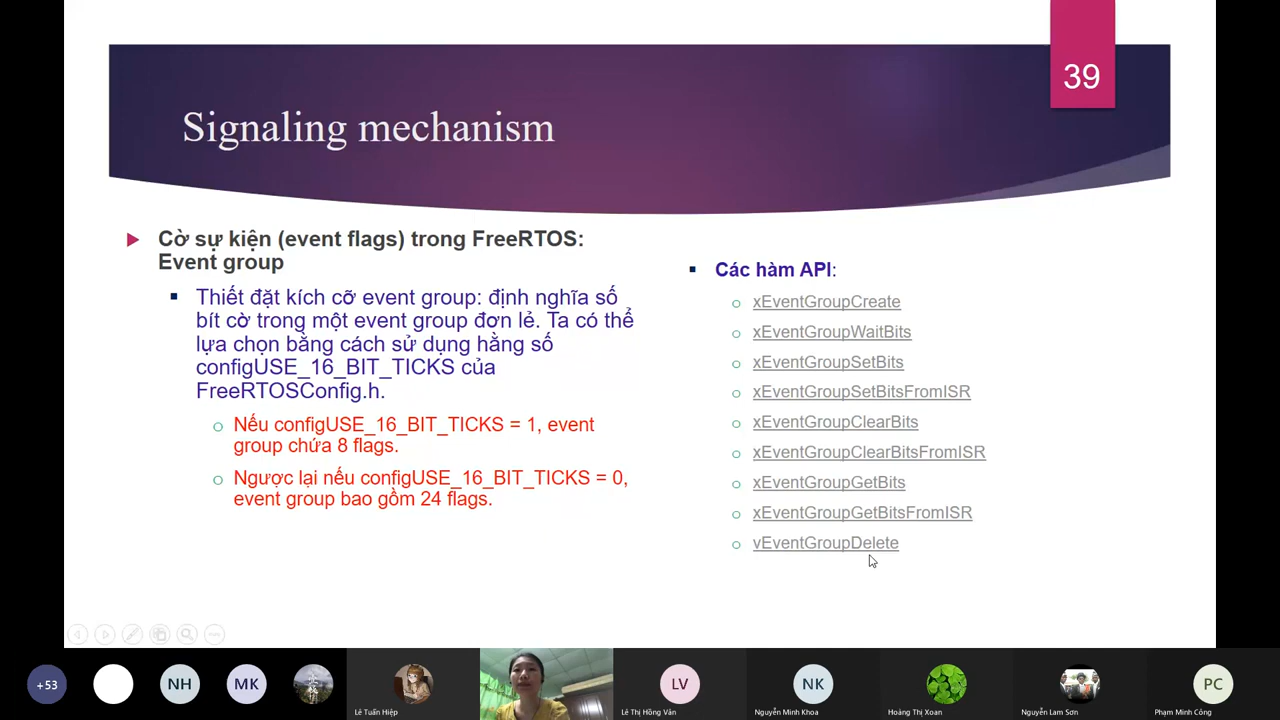 39
Signaling mechanism
Cờ sự kiện (event flags) trong FreeRTOS:
Event group
Thiết đặt kích cỡ event group: định nghĩa số
bít cờ trong một event group đơn lẻ. Ta có thể
lựa chọn bằng cách sử dụng hằng số
configUSE_16_BIT_TICKS của
FreeRTOSConfig.h.
Nếu configUSE_16_BIT_TICKS = 1, event
group chứa 8 flags.
Ngược lại nếu configUSE_16_BIT_TICKS = 0,
event group bao gồm 24 flags.
Các hàm API:
xEventGroupCreate
xEventGroupWaitBits
xEventGroupSetBits
xEventGroupSetBitsFromISR
xEventGroupClearBits
xEventGroupClearBitsFromISR
xEventGroupGetBits
xEventGroupGetBitsFromISR
vEventGroupDelete
+53
NH
MK
Lê Tuấn Hiệp
LV
Lê Thị Hồng Vân
NK
Nguyễn Minh Khoa
Hoàng Thị Xoan
Nguyễn Lam Sơn
PC
Phạm Minh Công